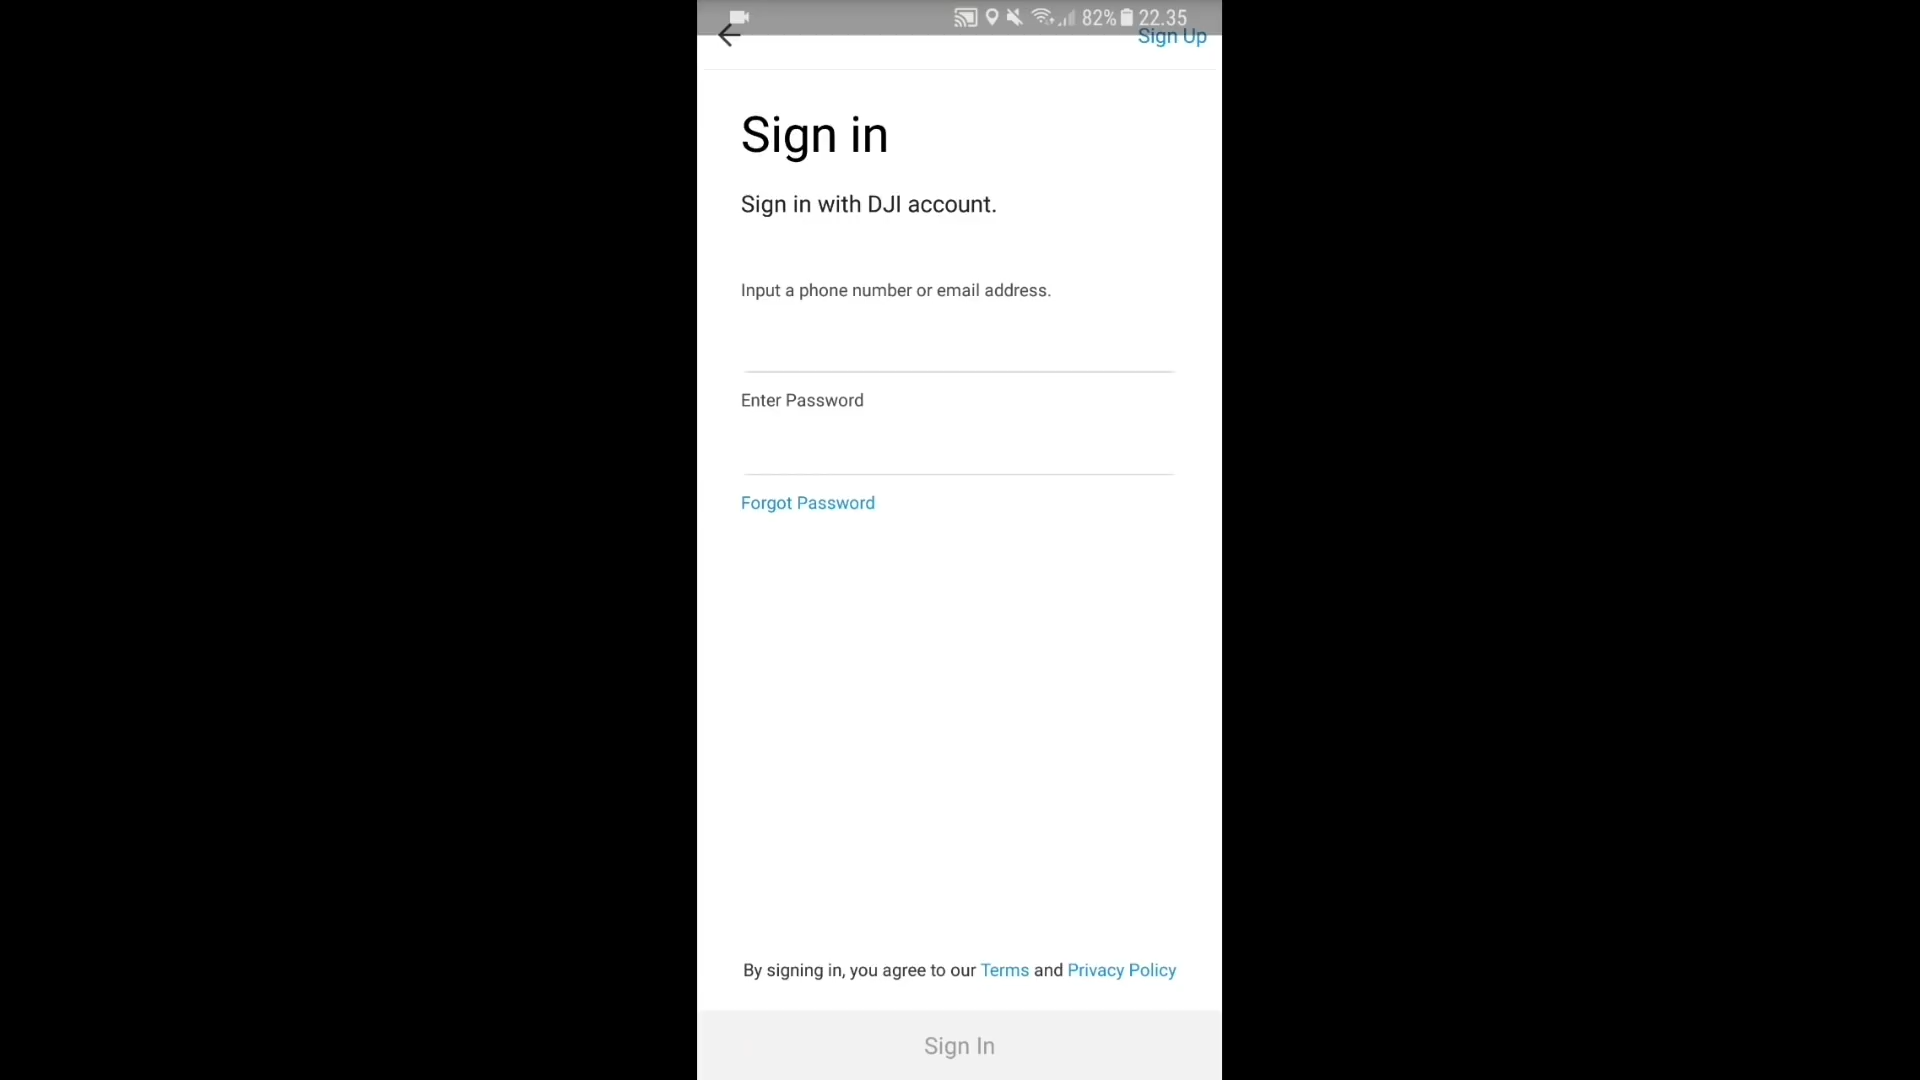 82% 22.35
Sign Up
Sign in
Sign in with DJI account.
Input a phone number or email address.
Enter Password
Forgot Password
By signing in, you agree to our Terms and Privacy Policy
Sign In